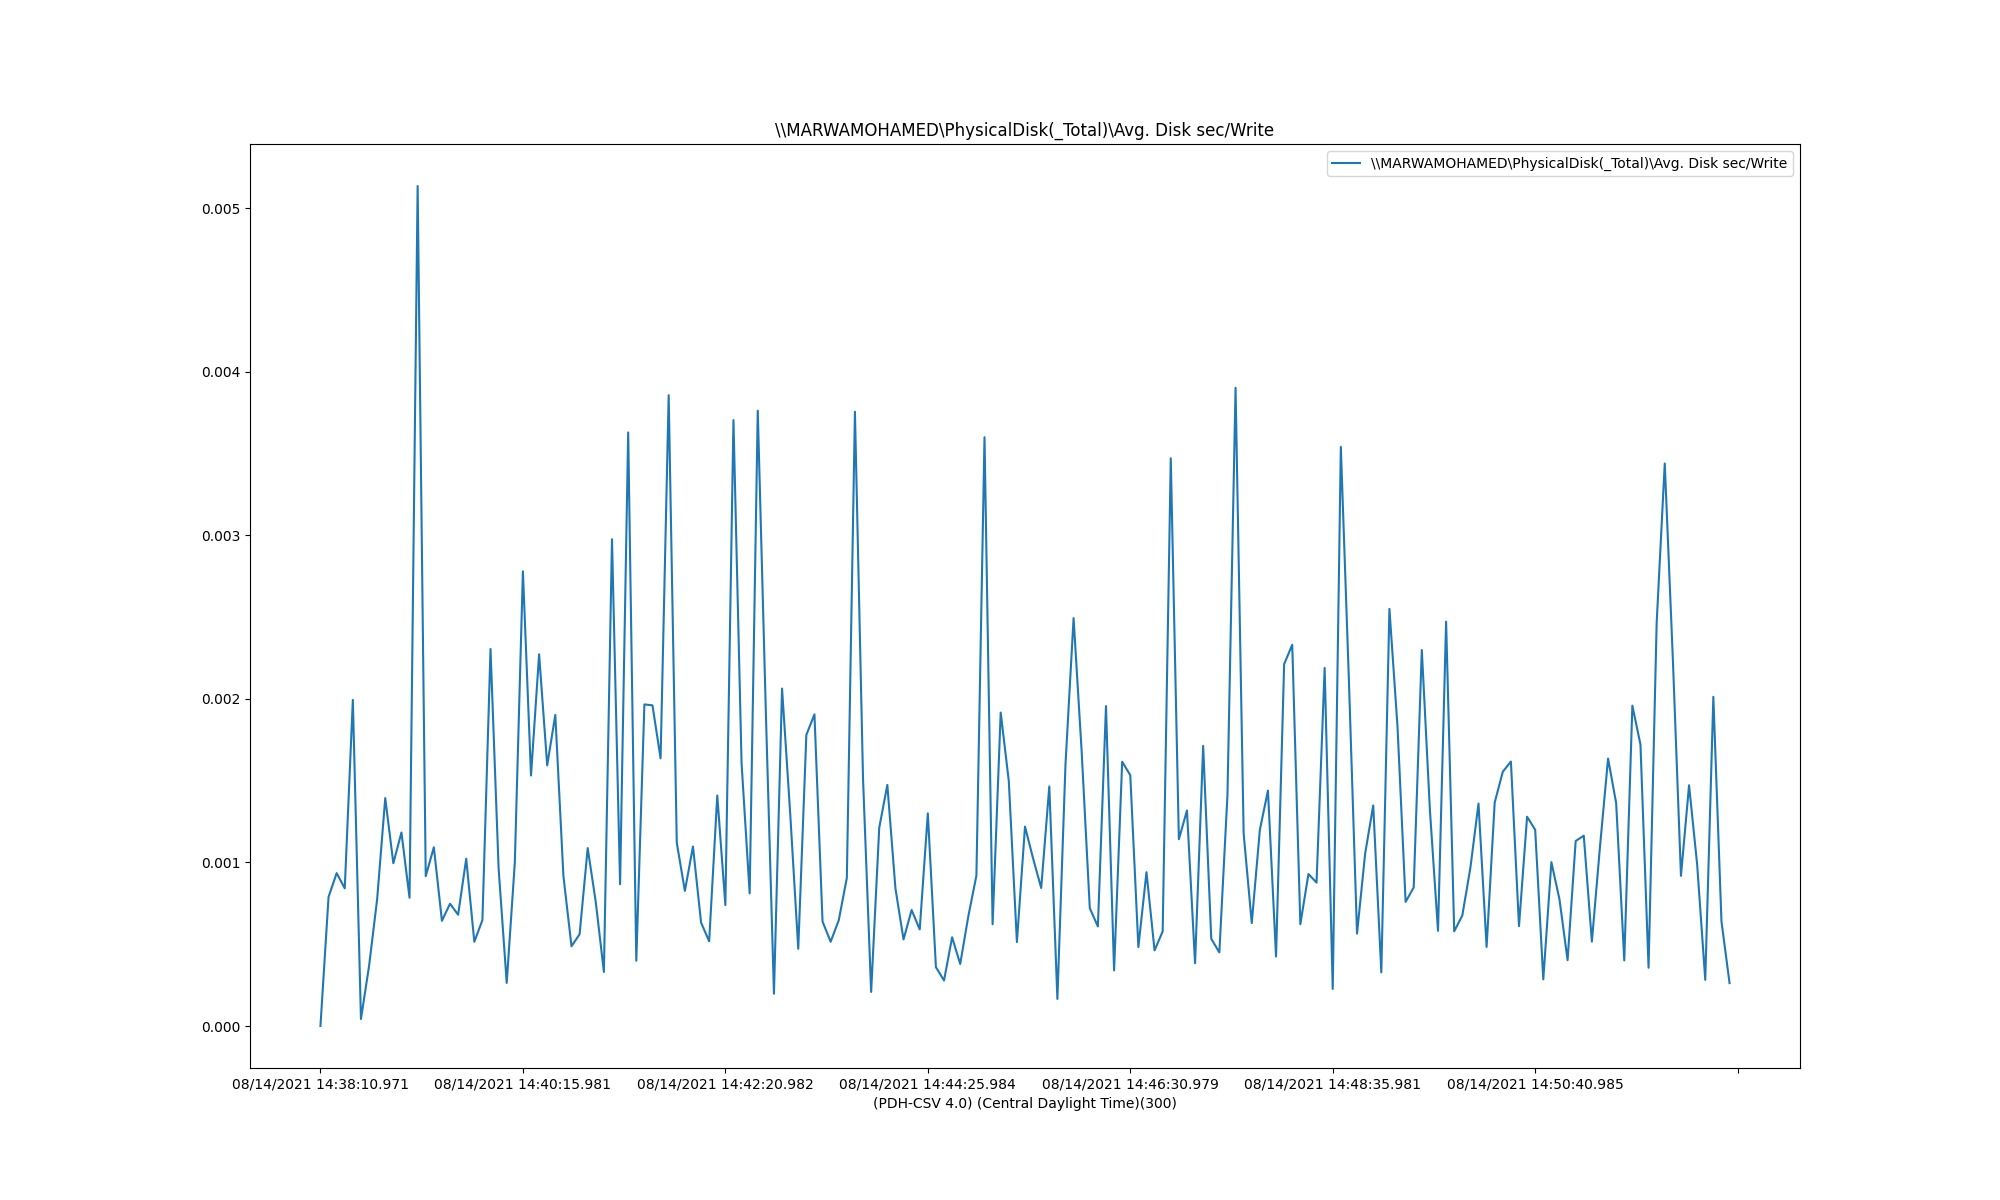 \\MARWAMOHAMED\PhysicalDisk(_Total)\Avg. Disk sec/Write
\\MARWAMOHAMED\PhysicalDisk(_Total)\Avg. Disk sec/Write
0.005
0.004
0.003
0.002
0.001
0.000
08/14/2021 14:38:10.971 08/14/2021 14:40:15.981 08/14/2021 14:42:20.982 08/14/2021 14:44:25.984 08/14/2021 14:46:30.979 08/14/2021 14:48:35.981 08/14/2021 14:50:40.985
(PDH-CSV 4.0) (Central Daylight Time)(300)